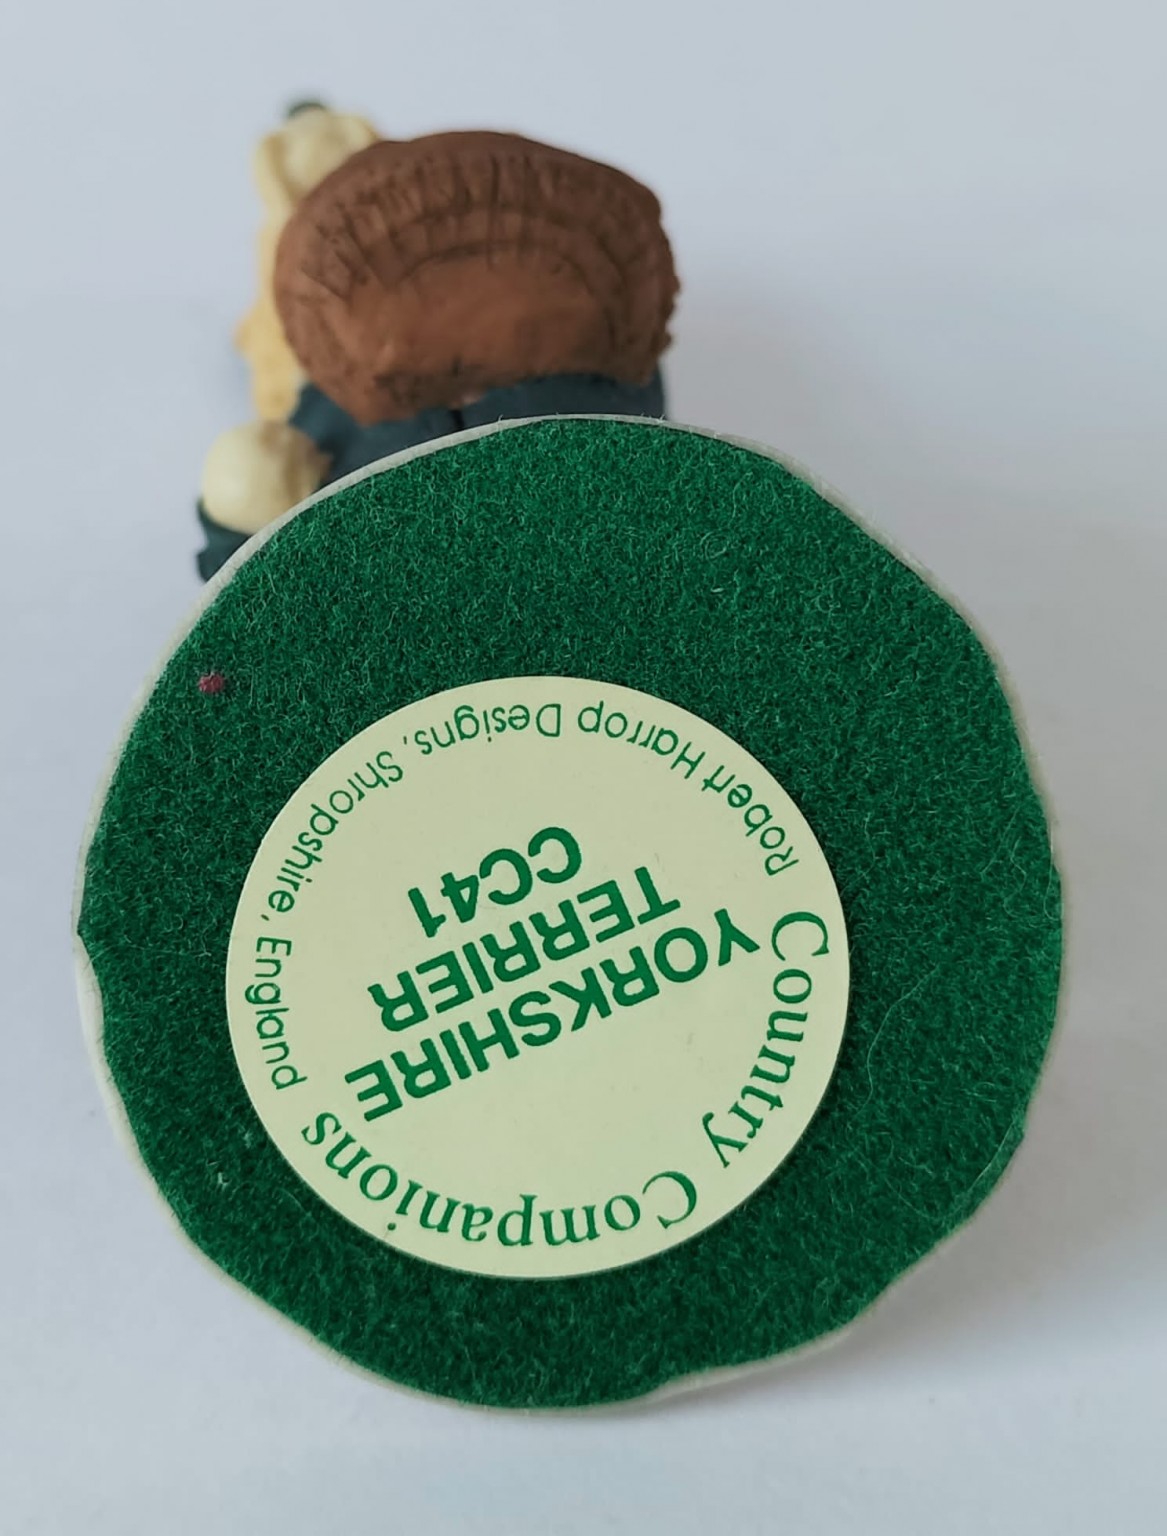 Country Companions
YORKSHIRE
TERRIER
CC41
Robert Harrop Designs, Shropshire, England